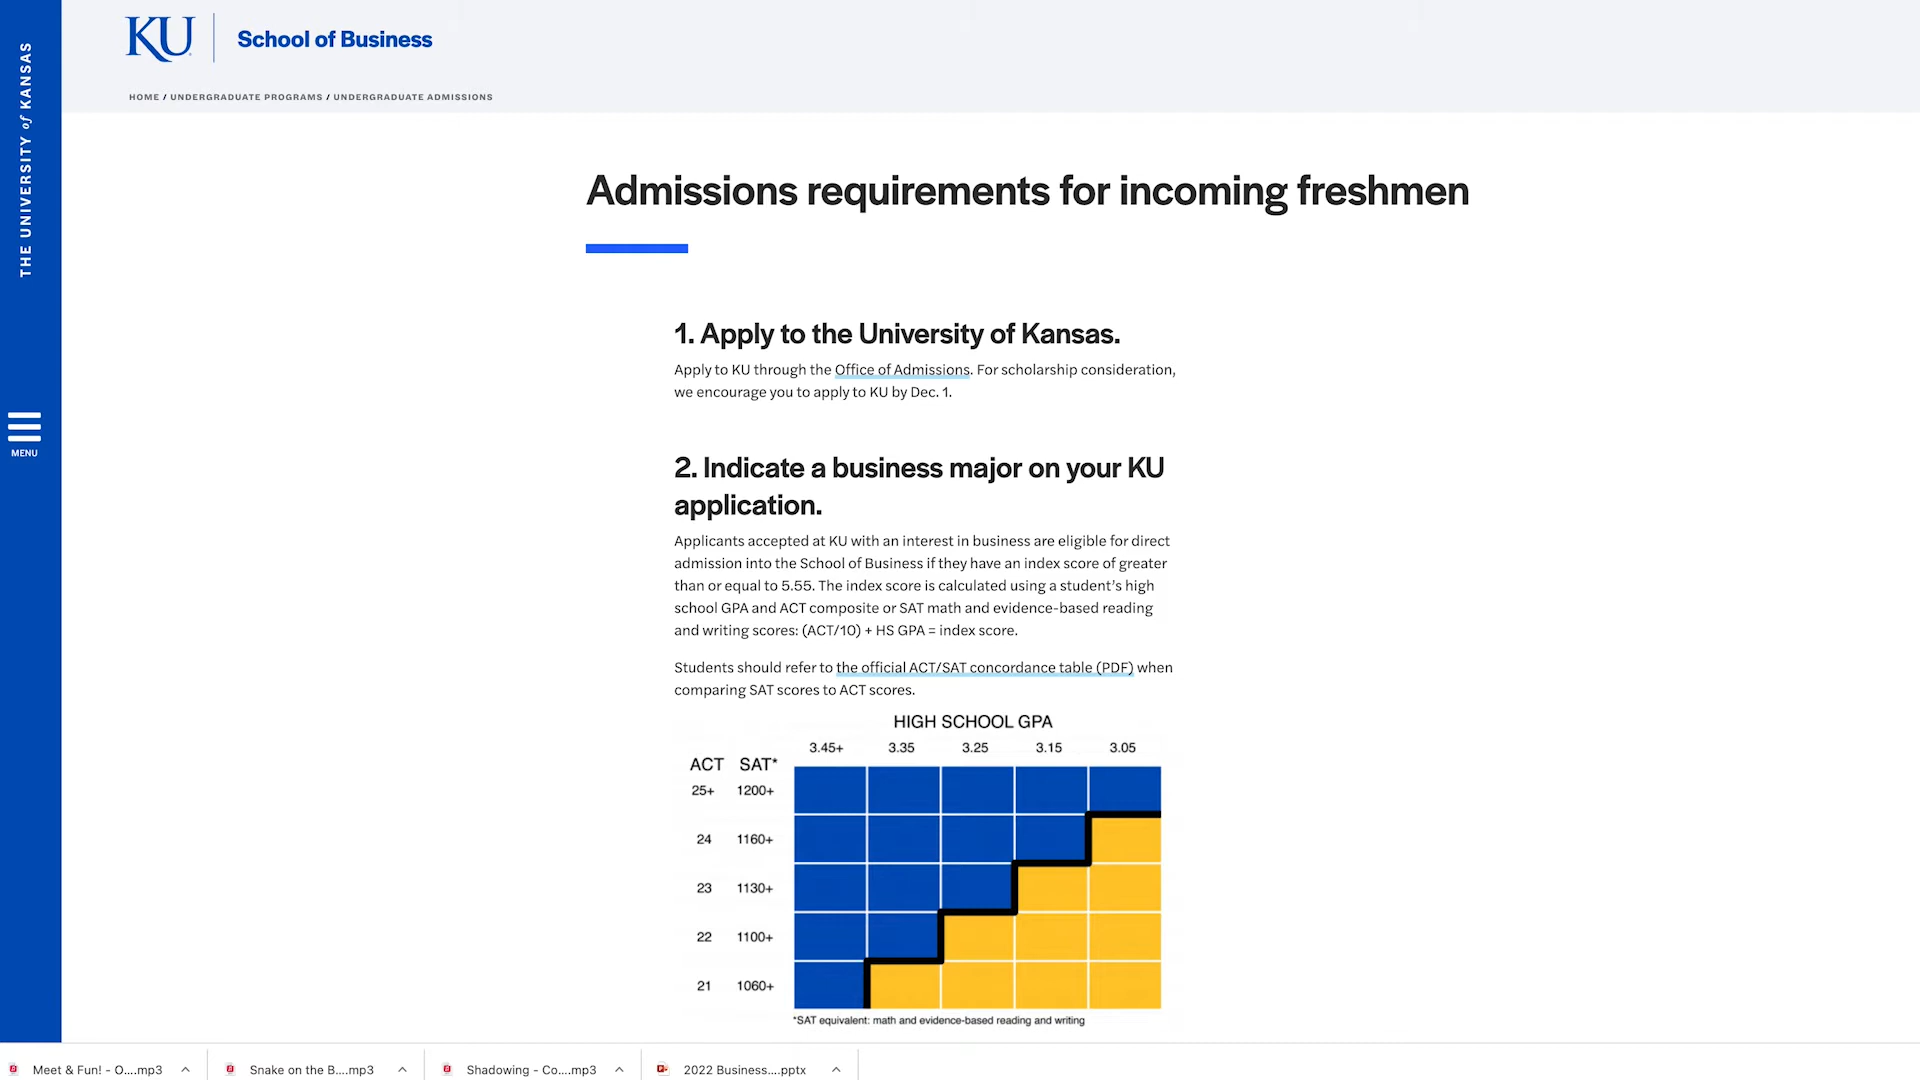 THE UNIVERSITY of KANSAS
KU
School of Business
HOME / UNDERGRADUATE PROGRAMS / UNDERGRADUATE ADMISSIONS
MENU
Admissions requirements for incoming freshmen
1. Apply to the University of Kansas.
Apply to KU through the Office of Admissions. For scholarship consideration,
we encourage you to apply to KU by Dec. 1.
2. Indicate a business major on your KU
application.
Applicants accepted at KU with an interest in business are eligible for direct
admission into the School of Business if they have an index score of greater
than or equal to 5.55. The index score is calculated using a student’s high
school GPA and ACT composite or SAT math and evidence-based reading
and writing scores: (ACT/10) + HS GPA = index score.
Students should refer to the official ACT/SAT concordance table (PDF) when
comparing SAT scores to ACT scores.
HIGH SCHOOL GPA
3.45+ 3.35 3.25 3.15 3.05
ACT SAT*
25+ 1200+
24 1160+
23 1130+
22 1100+
21 1060+
*SAT equivalent: math and evidence-based reading and writing
Meet & Fun! - O....mp3
Snake on the B....mp3
Shadowing - Co....mp3
2022 Business....pptx